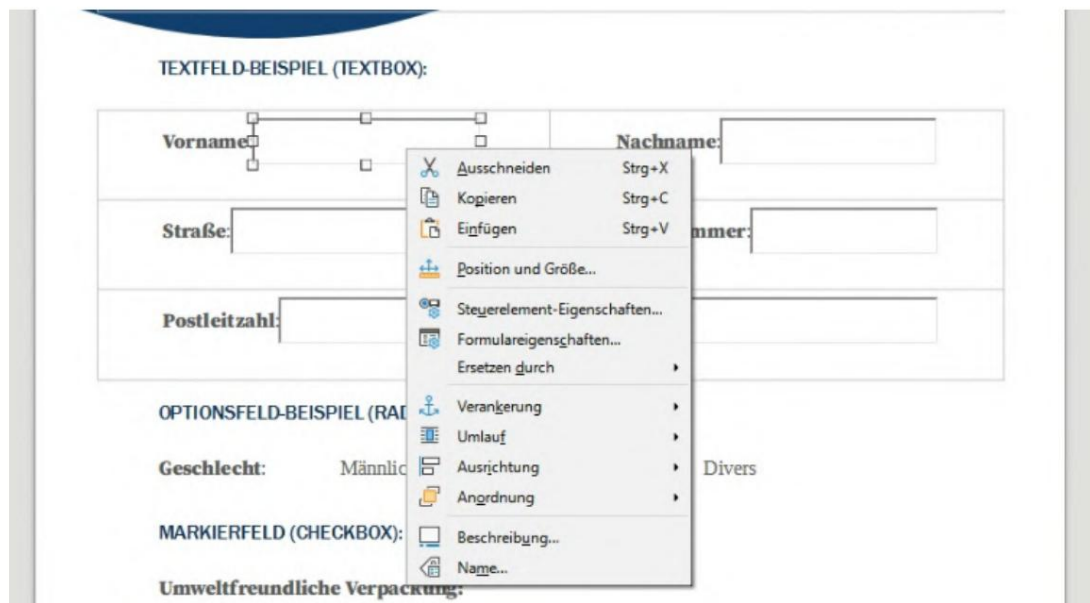 TEXTFELD-BEISPIEL (TEXTBOX):
Vorname
Nachname:
Ausschneiden Strg+X
Kopieren Strg+C
Einfügen Strg+V
Straße:
mmer:
Position und Größe...
Steuerelement-Eigenschaften...
Postleitzahl:
Formulareigenschaften...
Ersetzen durch
Verankerung
OPTIONSFELD-BEISPIEL (RAD
Umlauf
Geschlecht:
Männlic
Ausrichtung
Divers
Anordnung
MARKIERFELD (CHECKBOX):
Beschreibung...
Name...
Umweltfreundliche Verpackung: